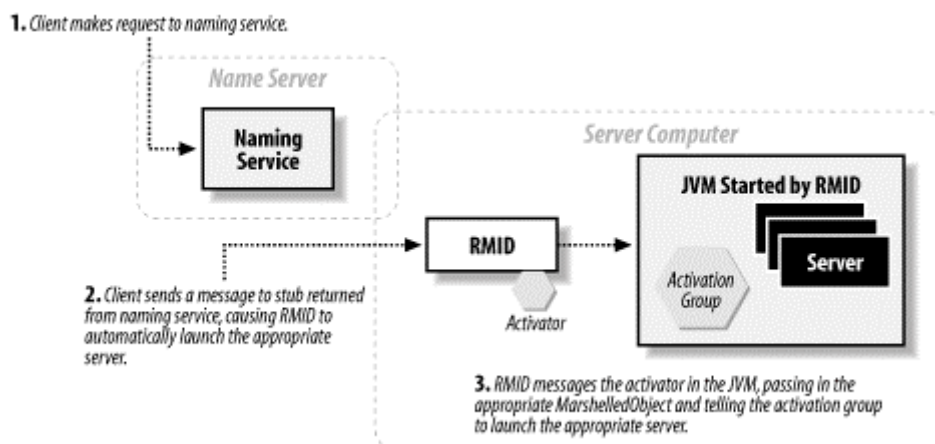 1. Client makes request to naming service.
Name Server
Naming
Service
Server Computer
JVM Started by RMID
RMID
Server
Activation
Group
Activator
2. Client sends a message to stub returned
from naming service, causing RMID to
automatically launch the appropriate
server.
3. RMID messages the activator in the JVM, passing in the
appropriate MarshelledObject and telling the activation group
to launch the appropriate server.